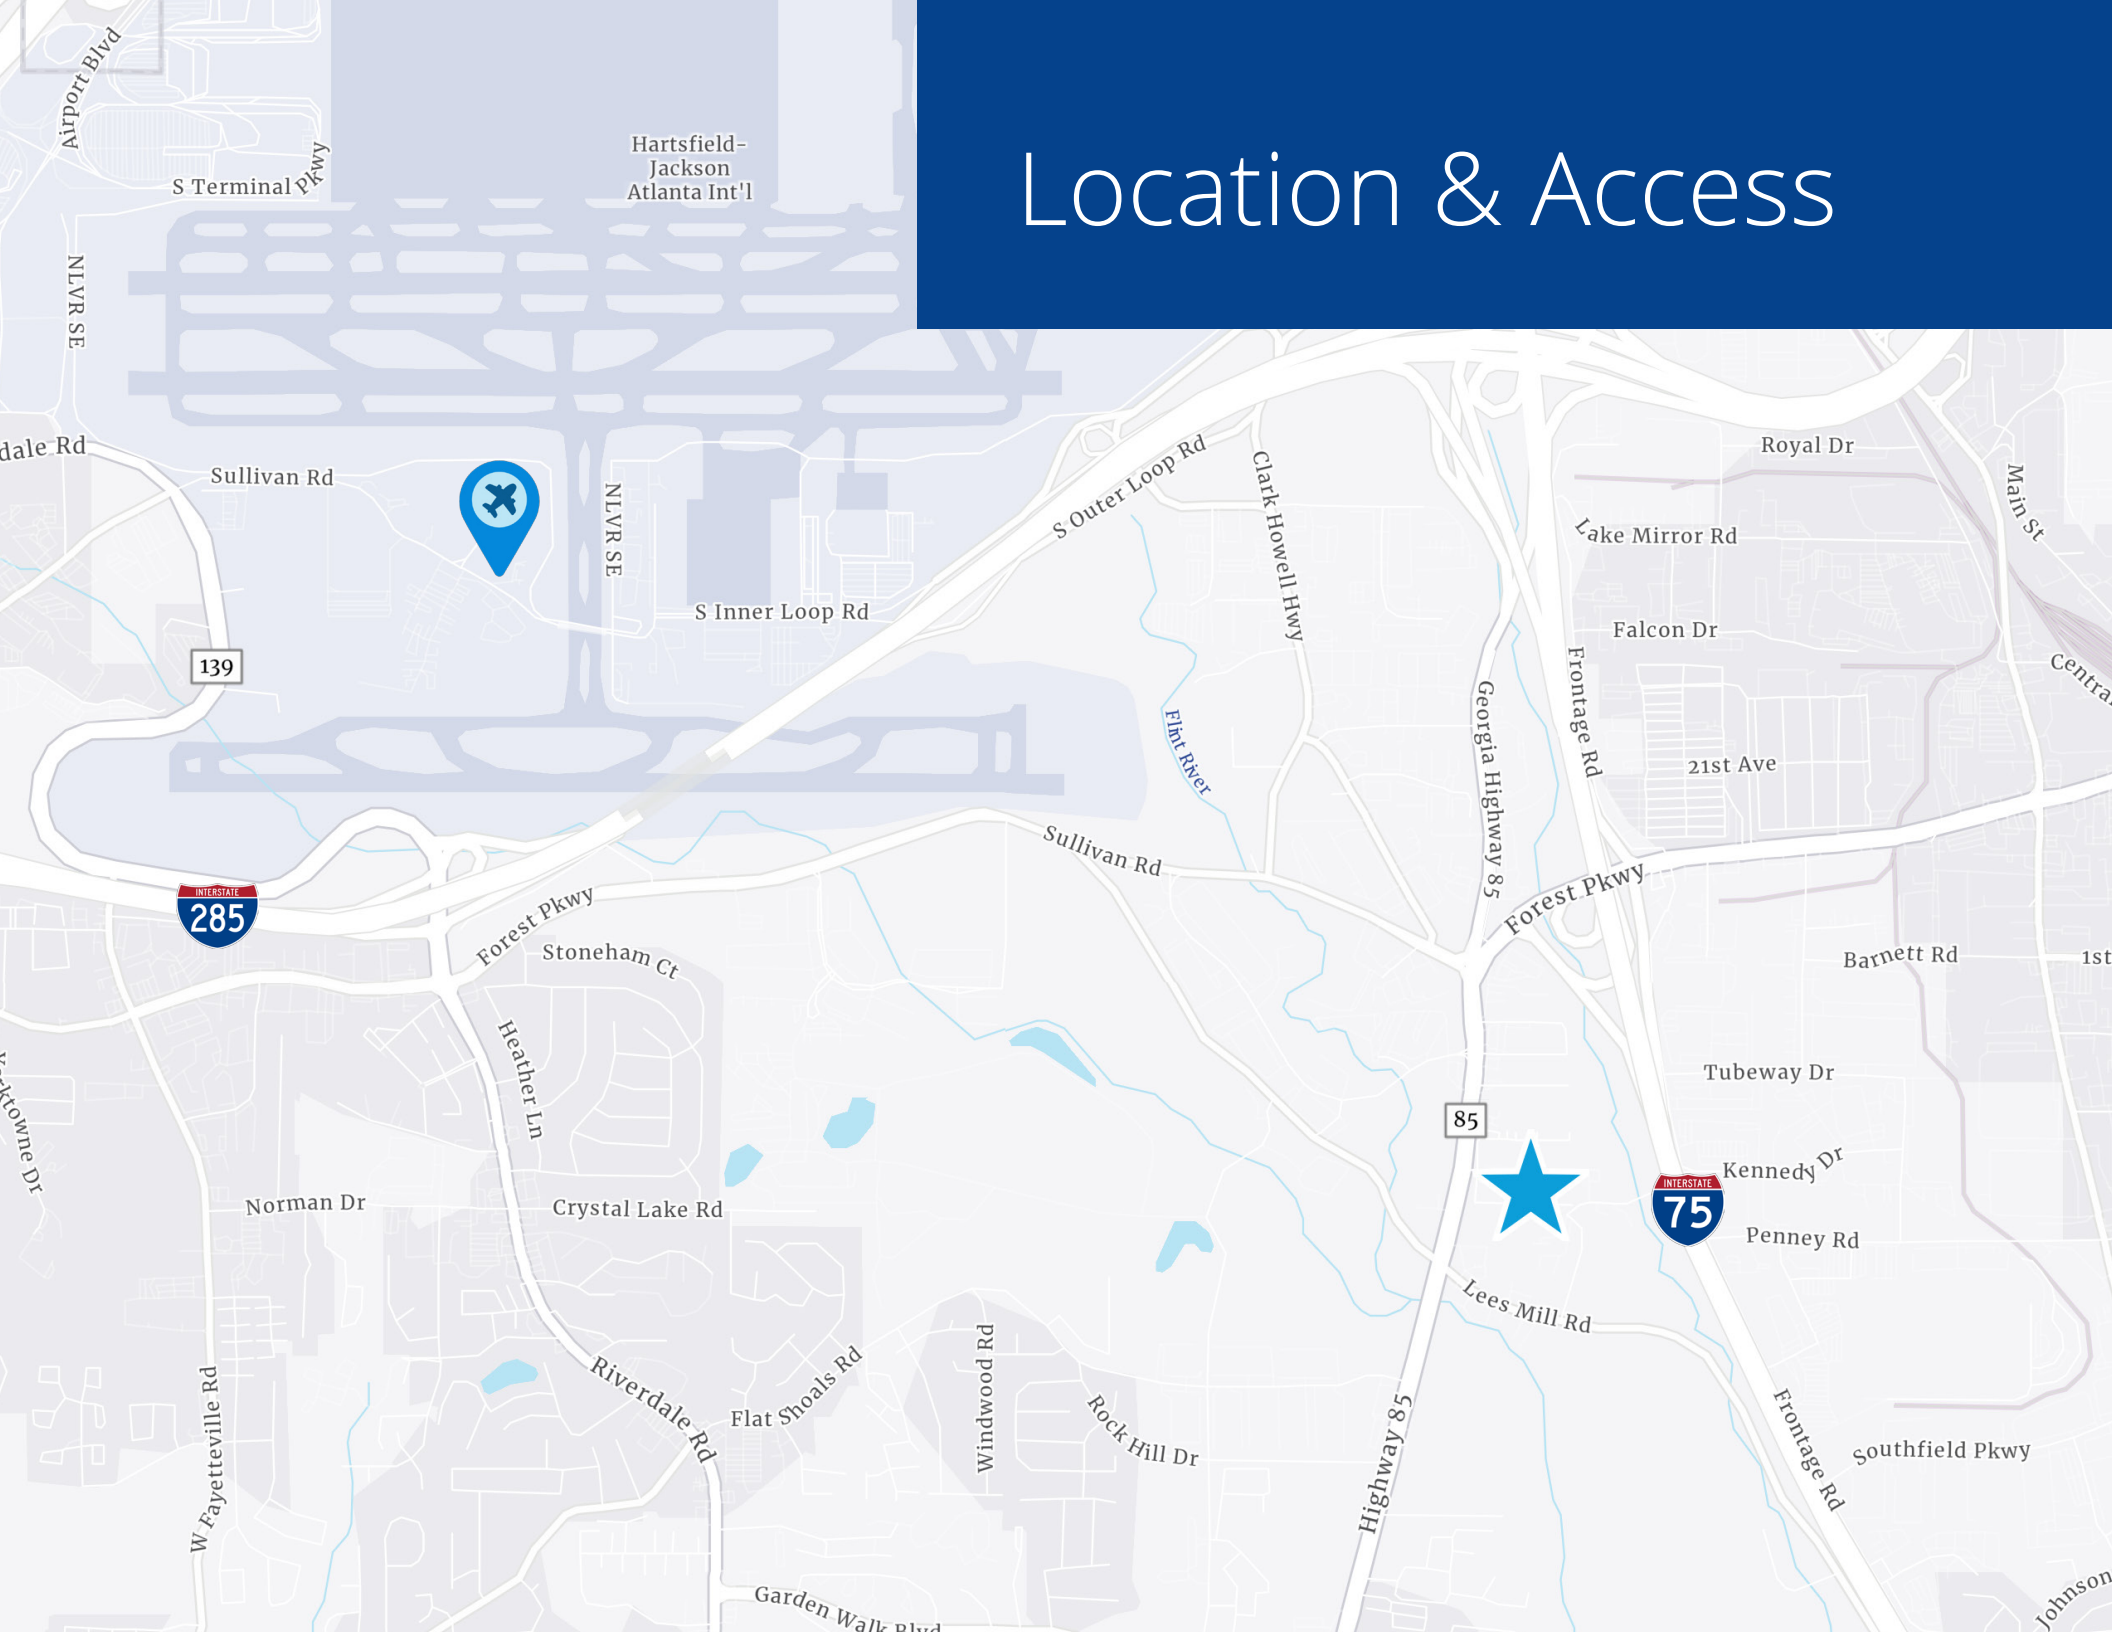 Location & Access
Airport Blvd
Hartsfield-
Jackson
Atlanta Int'l
S Terminal Pkwy
NLVR SE
dale Rd
Sullivan Rd
NLVR SE
S Outer Loop Rd
Clark Howell Hwy
Royal Dr
Main St
Lake Mirror Rd
S Inner Loop Rd
Falcon Dr
139
Frontage Rd
Centra
Georgia Highway 85
Flint River
21st Ave
Sullivan Rd
INTERSTATE
285
Forest Pkwy
Forest Pkwy
Stoneham Ct
Barnett Rd
1st
Heather Ln
Tubeway Dr
85
ktowne Dr
Kennedy Dr
INTERSTATE
75
Norman Dr
Crystal Lake Rd
Penney Rd
Lees Mill Rd
W Fayetteville Rd
Riverdale Rd
Flat Shoals Rd
Windwood Rd
Rock Hill Dr
Highway 85
Frontage Rd
Southfield Pkwy
Garden Walk Blvd
Johnson